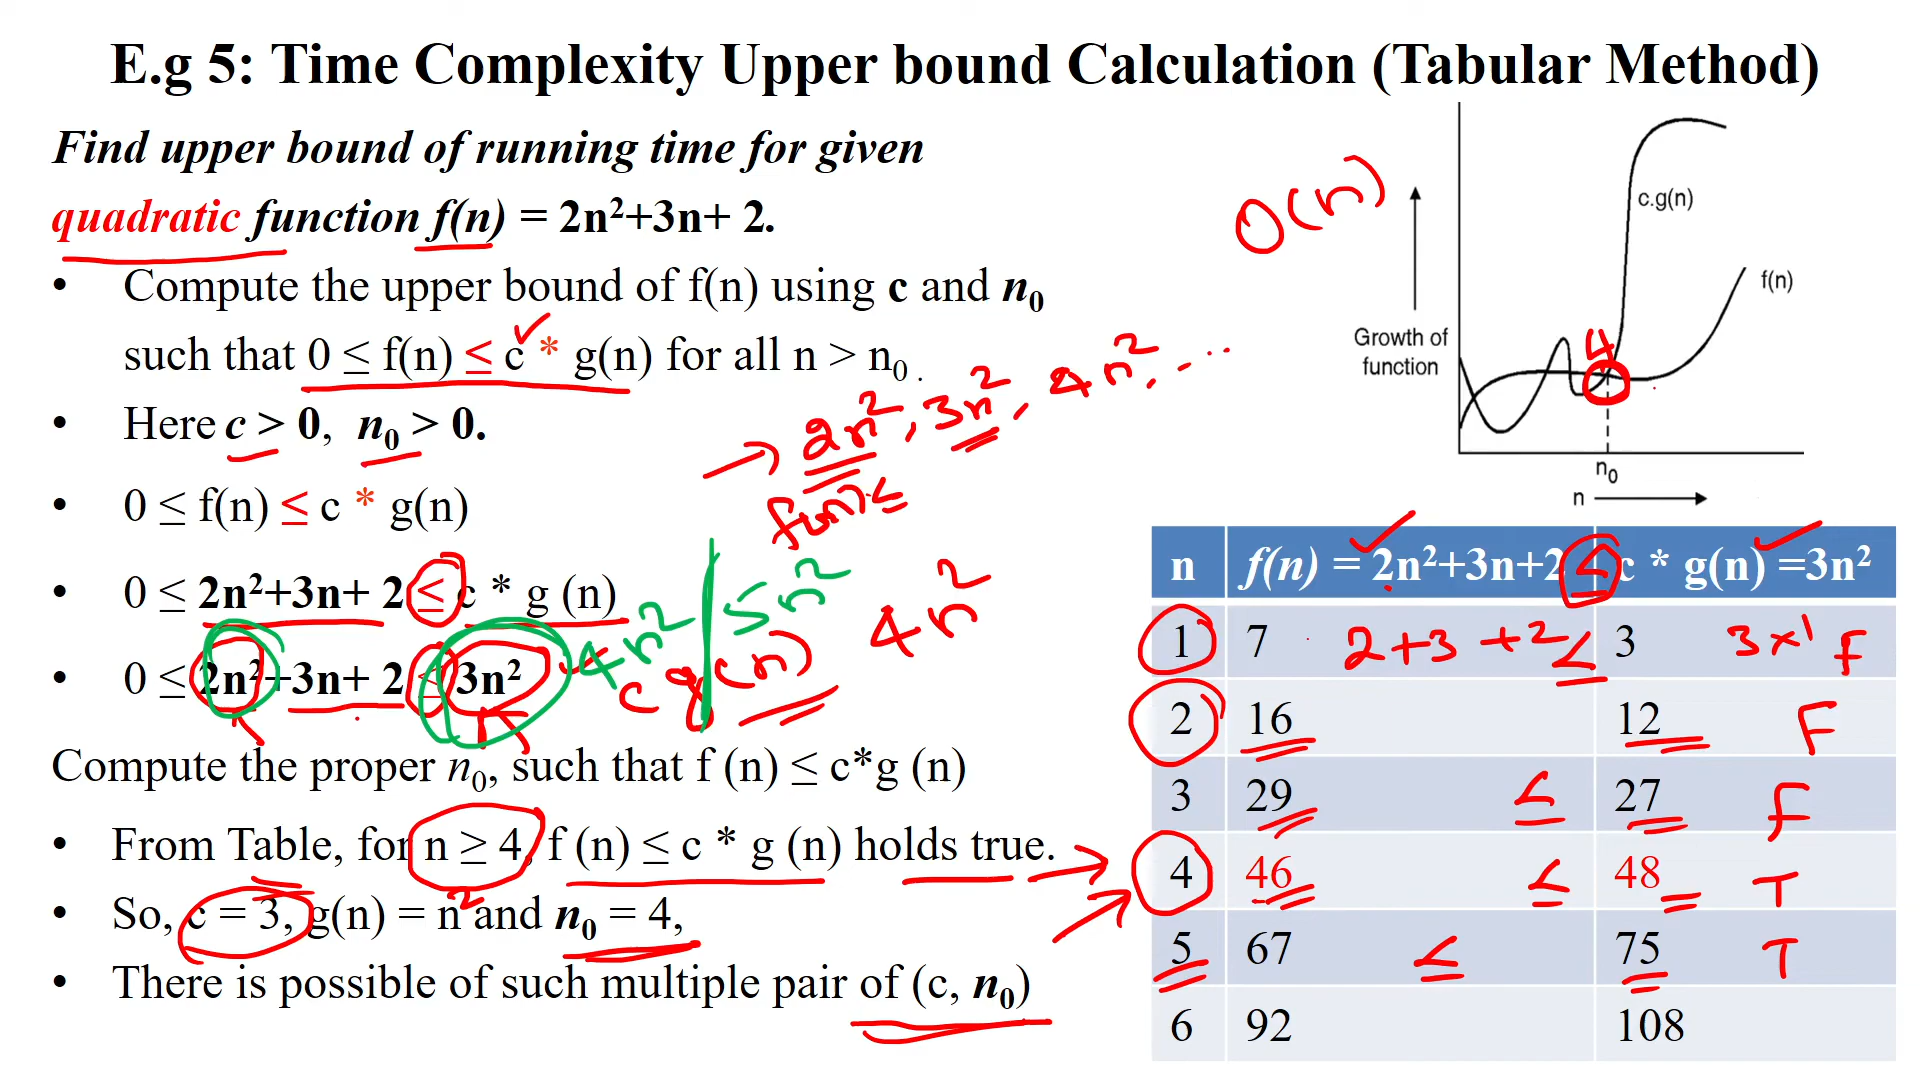 E.g 5: Time Complexity Upper bound Calculation (Tabular Method)
Find upper bound of running time for given
quadratic function f(n) = 2n²+3n+ 2.
• Compute the upper bound of f(n) using c and n₀
such that 0 ≤ f(n) ≤ c * g(n) for all n > n₀ .
• Here c > 0, n₀ > 0.
→ 2n², 3n², 4n², ...
f(n) ≤
• 0 ≤ f(n) ≤ c * g(n)
• 0 ≤ 2n²+3n+ 2 ≤ c * g (n)
4n² 5n² 4n²
• 0 ≤ 2n²+3n+ 2 ≤ 3n²
c g(n)
Compute the proper n₀, such that f (n) ≤ c*g (n)
• From Table, for n ≥ 4, f (n) ≤ c * g (n) holds true.
• So, c = 3, g(n) = n² and n₀ = 4,
• There is possible of such multiple pair of (c, n₀)
O(n)
c.g(n)
f(n)
Growth of
function
4
n₀
n
n f(n) = 2n²+3n+2 ≤ c * g(n) =3n²
1 7 2+3+2 ≤ 3 3×1 F
2 16 12 F
3 29 ≤ 27 F
4 46 ≤ 48 T
5 67 ≤ 75 T
6 92 108